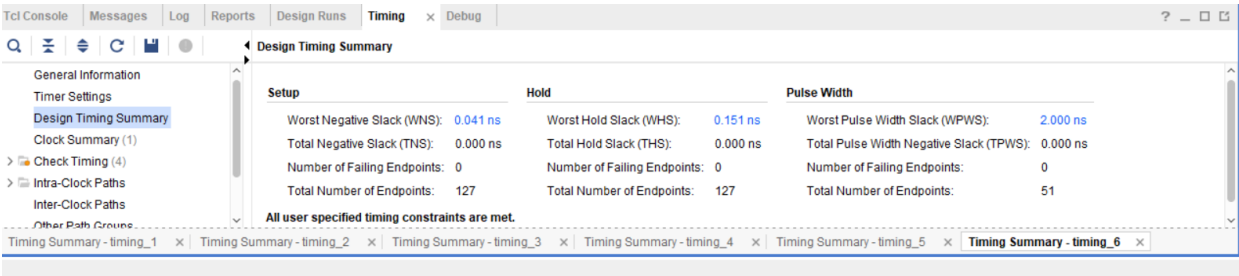 Tcl Console Messages Log Reports Design Runs Timing × Debug ?
Design Timing Summary
General Information
Timer Settings
Design Timing Summary
Clock Summary (1)
> Check Timing (4)
> Intra-Clock Paths
Inter-Clock Paths
Other Path Groups
Setup Hold Pulse Width
Worst Negative Slack (WNS): 0.041 ns Worst Hold Slack (WHS): 0.151 ns Worst Pulse Width Slack (WPWS): 2.000 ns
Total Negative Slack (TNS): 0.000 ns Total Hold Slack (THS): 0.000 ns Total Pulse Width Negative Slack (TPWS): 0.000 ns
Number of Failing Endpoints: 0 Number of Failing Endpoints: 0 Number of Failing Endpoints: 0
Total Number of Endpoints: 127 Total Number of Endpoints: 127 Total Number of Endpoints: 51
All user specified timing constraints are met.
Timing Summary - timing_1 × Timing Summary - timing_2 × Timing Summary - timing_3 × Timing Summary - timing_4 × Timing Summary - timing_5 × Timing Summary - timing_6 ×